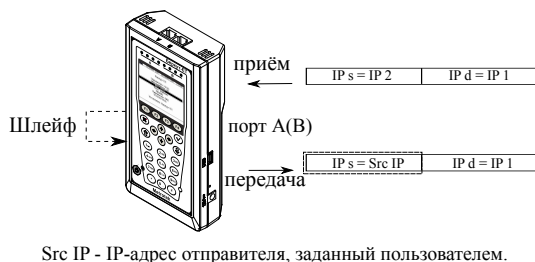 приём
IP s = IP 2
IP d = IP 1
Шлейф
порт А(В)
IP s = Src IP
IP d = IP 1
передача
Src IP - IP-адрес отправителя, заданный пользователем.